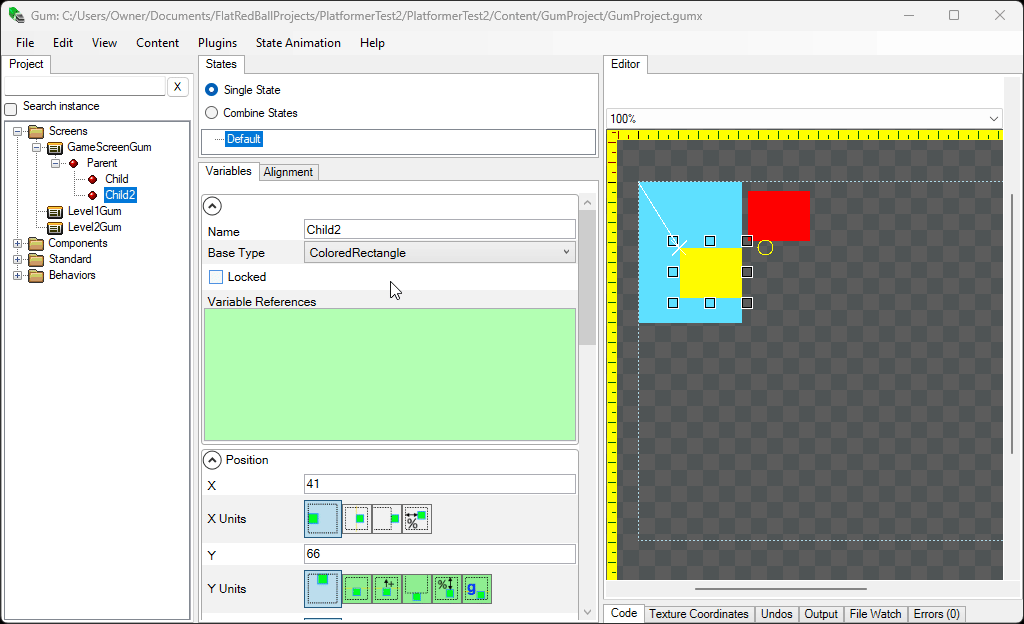 Gum: C:/Users/Owner/Documents/FlatRedBallProjects/PlatformerTest2/PlatformerTest2/Content/GumProject/GumProject.gumx
File Edit View Content Plugins State Animation Help
Project
X
Search instance
Screens
GameScreenGum
Parent
Child
Child2
Level1Gum
Level2Gum
Components
Standard
Behaviors
States
Single State
Combine States
Default
Variables Alignment
Name Child2
Base Type ColoredRectangle
Locked
Variable References
Position
X 41
X Units %
Y 66
Y Units % g
Editor
100%
Code Texture Coordinates Undos Output File Watch Errors (0)